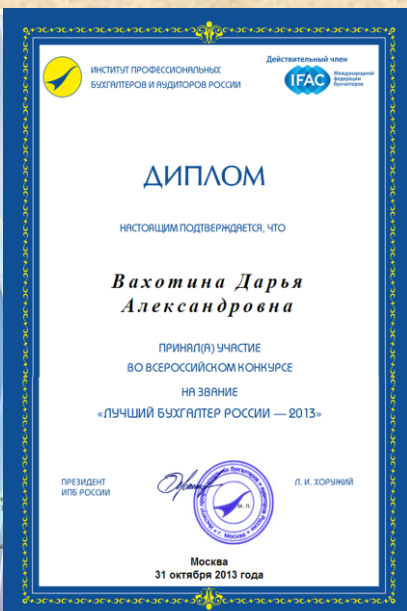 ИНСТИТУТ ПРОФЕССИОНАЛЬНЫХ
БУХГАЛТЕРОВ И АУДИТОРОВ РОССИИ
Действительный член
IFAC
Международной
федерации
бухгалтеров
ДИПЛОМ
НАСТОЯЩИМ ПОДТВЕРЖДАЕТСЯ, ЧТО
Вахотина Дарья
Александровна
ПРИНЯЛ(А) УЧАСТИЕ
ВО ВСЕРОССИЙСКОМ КОНКУРСЕ
НА ЗВАНИЕ
«ЛУЧШИЙ БУХГАЛТЕР РОССИИ — 2013»
ПРЕЗИДЕНТ
ИПБ РОССИИ
М. П.
Л. И. ХОРУЖИЙ
Москва
31 октября 2013 года